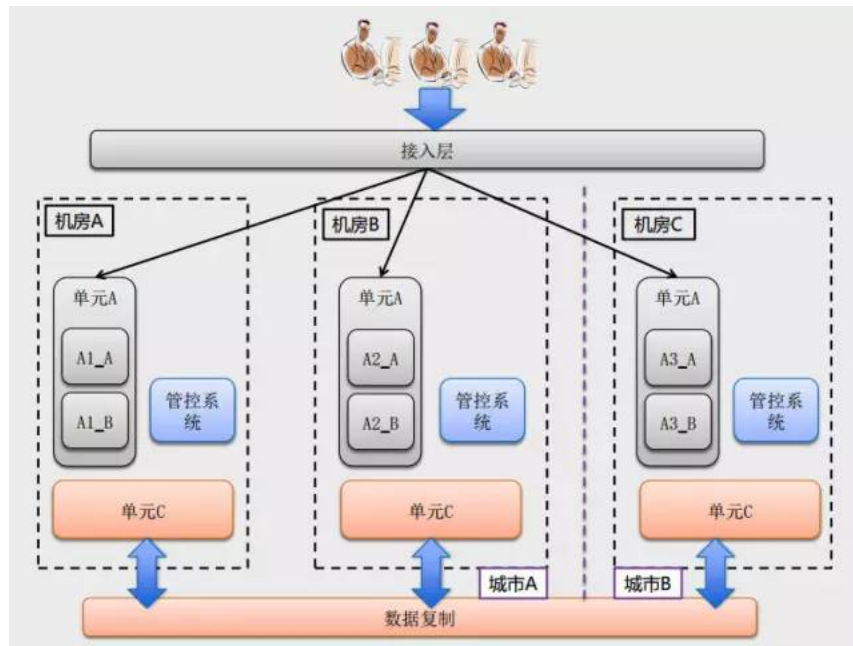 接入层
机房A
机房B
机房C
单元A
A1_A
A1_B
管控系
统
单元A
A2_A
A2_B
管控系
统
单元A
A3_A
A3_B
管控系
统
单元C
单元C
单元C
城市A
城市B
数据复制